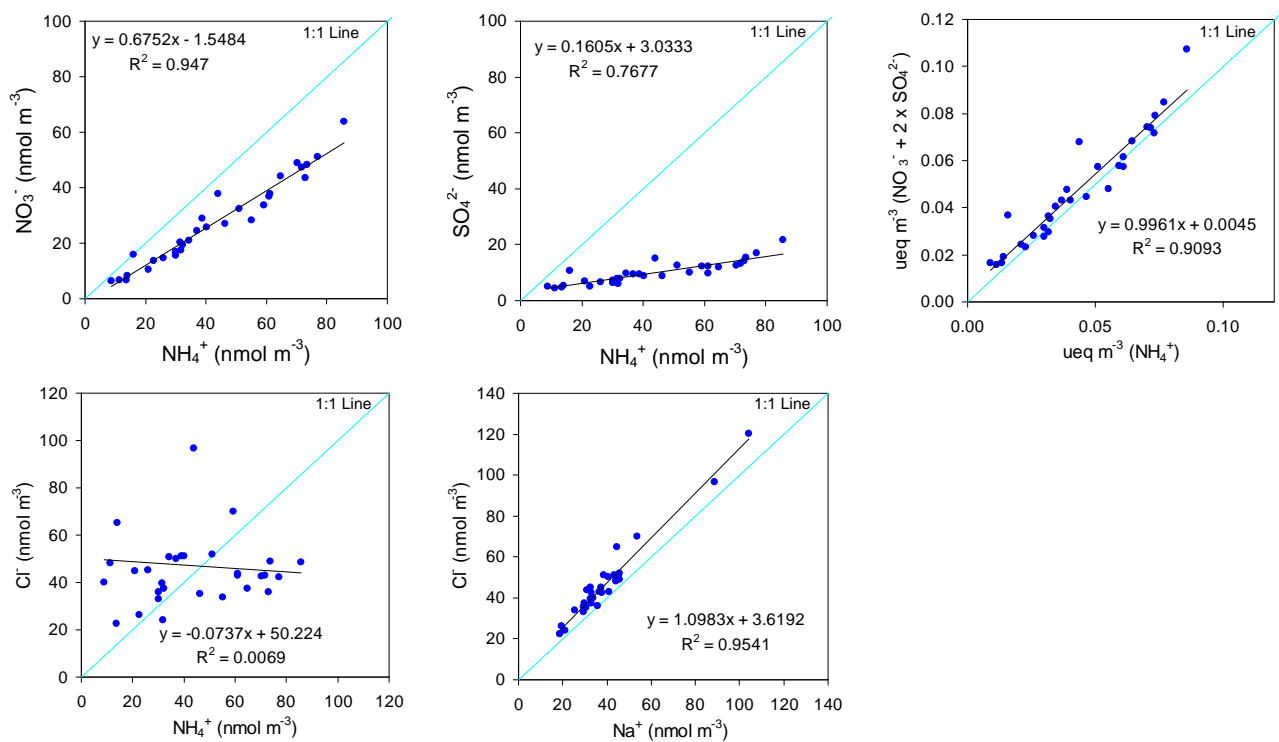 y = 0.6752x - 1.5484
R² = 0.947
1:1 Line
NO₃⁻ (nmol m⁻³)
100
80
60
40
20
0
0 20 40 60 80 100
NH₄⁺ (nmol m⁻³)
y = 0.1605x + 3.0333
R² = 0.7677
1:1 Line
SO₄²⁻ (nmol m⁻³)
100
80
60
40
20
0
0 20 40 60 80 100
NH₄⁺ (nmol m⁻³)
1:1 Line
ueq m⁻³ (NO₃⁻ + 2 x SO₄²⁻)
0.12
0.10
0.08
0.06
0.04
0.02
0.00
y = 0.9961x + 0.0045
R² = 0.9093
0.00 0.05 0.10
ueq m⁻³ (NH₄⁺)
1:1 Line
Cl⁻ (nmol m⁻³)
120
100
80
60
40
20
0
y = -0.0737x + 50.224
R² = 0.0069
0 20 40 60 80 100 120
NH₄⁺ (nmol m⁻³)
1:1 Line
Cl⁻ (nmol m⁻³)
140
120
100
80
60
40
20
0
y = 1.0983x + 3.6192
R² = 0.9541
0 20 40 60 80 100 120 140
Na⁺ (nmol m⁻³)